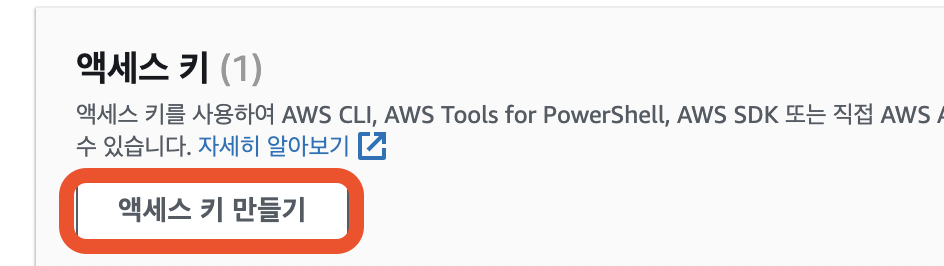 액세스 키 (1)
액세스 키를 사용하여 AWS CLI, AWS Tools for PowerShell, AWS SDK 또는 직접 AWS
수 있습니다. 자세히 알아보기
액세스 키 만들기